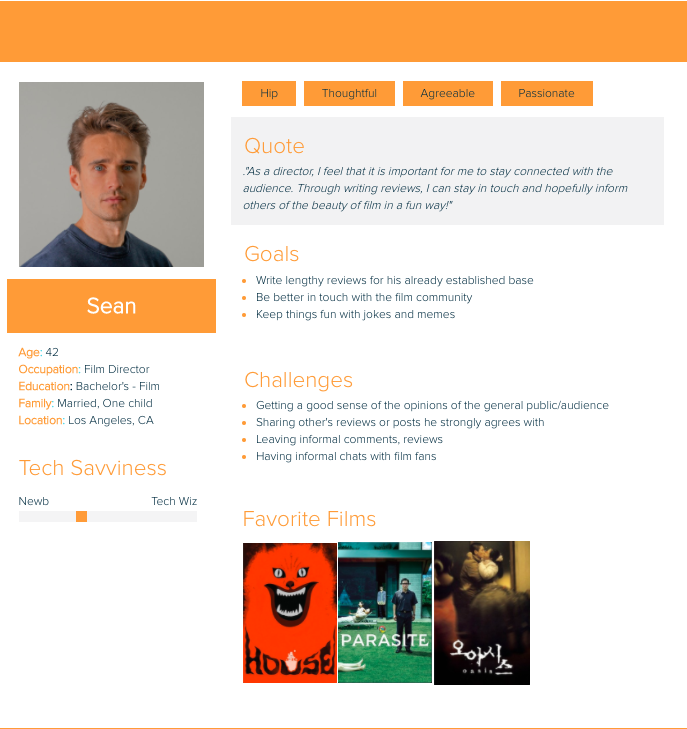 Hip Thoughtful Agreeable Passionate
Quote
."As a director, I feel that it is important for me to stay connected with the
audience. Through writing reviews, I can stay in touch and hopefully inform
others of the beauty of film in a fun way!"
Goals
Write lengthy reviews for his already established base
Be better in touch with the film community
Keep things fun with jokes and memes
Sean
Age: 42
Occupation: Film Director
Education: Bachelor's - Film
Family: Married, One child
Location: Los Angeles, CA
Challenges
Getting a good sense of the opinions of the general public/audience
Sharing other's reviews or posts he strongly agrees with
Leaving informal comments, reviews
Having informal chats with film fans
Tech Savviness
Newb Tech Wiz
Favorite Films
HOUSE
PARASITE
오아시스
oasis